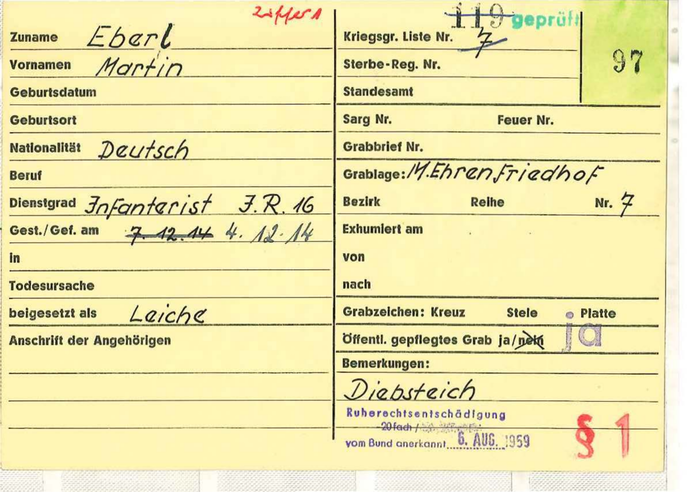 Ziffer 1
Zuname Eberl
Vornamen Martin
Geburtsdatum
Geburtsort
Nationalität Deutsch
Beruf
Dienstgrad Infanterist J.R. 16
Gest./Gef. am 7.12.14 4.12.14
in
Todesursache
beigesetzt als Leiche
Anschrift der Angehörigen
119 geprüft
Kriegsgr. Liste Nr. 7
97
Sterbe-Reg. Nr.
Standesamt
Sarg Nr. Feuer Nr.
Grabbrief Nr.
Grablage: M.Ehrenfriedhof
Bezirk Reihe Nr. 7
Exhumiert am
von
nach
Grabzeichen: Kreuz Stele Platte
Öffentl. gepflegtes Grab ja/nein ja
Bemerkungen:
Diebsteich
Ruherechtsentschädigung
-20fach/
vom Bund anerkannt 6. AUG. 1959
§ 1